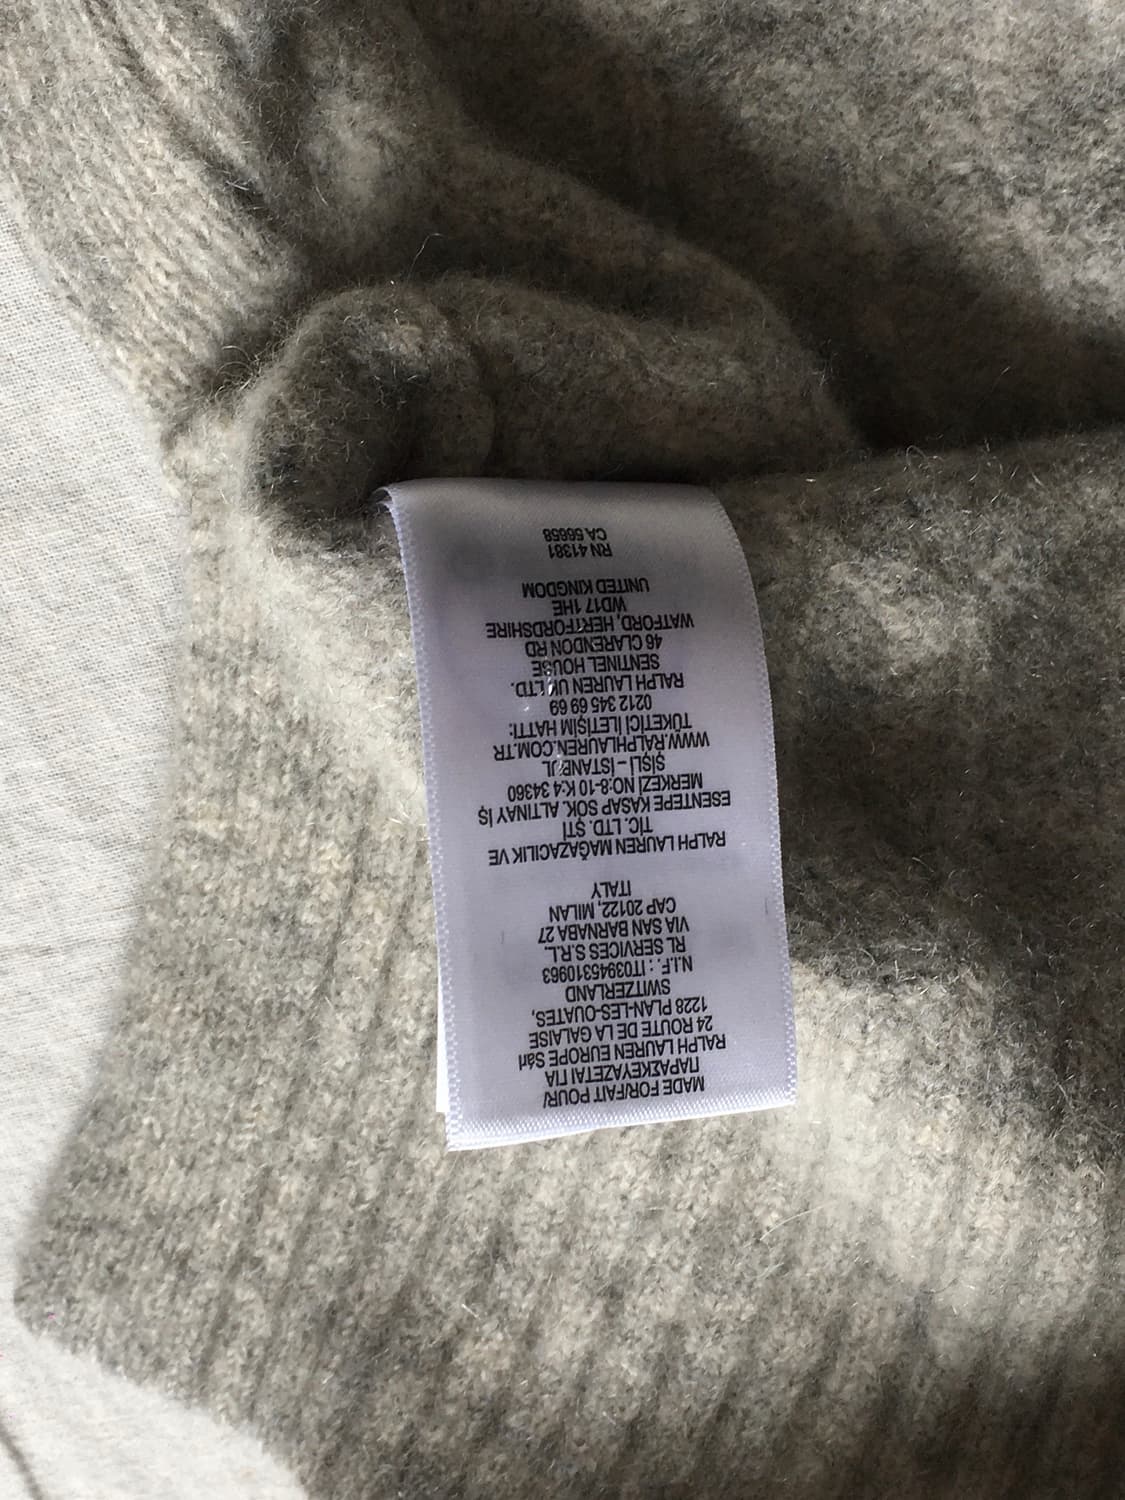 MADE FOR/FAIT POUR/
ΠΑΡΑΣΚΕΥΑΖΕΤΑΙ ΓΙΑ
RALPH LAUREN EUROPE Sàrl
24 ROUTE DE LA GALAISE
1228 PLAN-LES-OUATES,
SWITZERLAND
N.I.F.: IT03945310963
RL SERVICES S.R.L.
VIA SAN BARNABA 27
CAP 20122, MILAN
ITALY
RALPH LAUREN MAĞAZACILIK VE
TİC. LTD. ŞTİ
ESENTEPE KASAP SOK. ALTINAY İŞ
MERKEZİ NO:8-10 K:4 34360
ŞİŞLİ – İSTANBUL
WWW.RALPHLAUREN.COM.TR
TÜKETİCİ İLETİŞİM HATTI:
0212 345 69 69
RALPH LAUREN UK LTD.
SENTINEL HOUSE
46 CLARENDON RD
WATFORD, HERTFORDSHIRE
WD17 1HE
UNITED KINGDOM
RN 41381
CA 56658